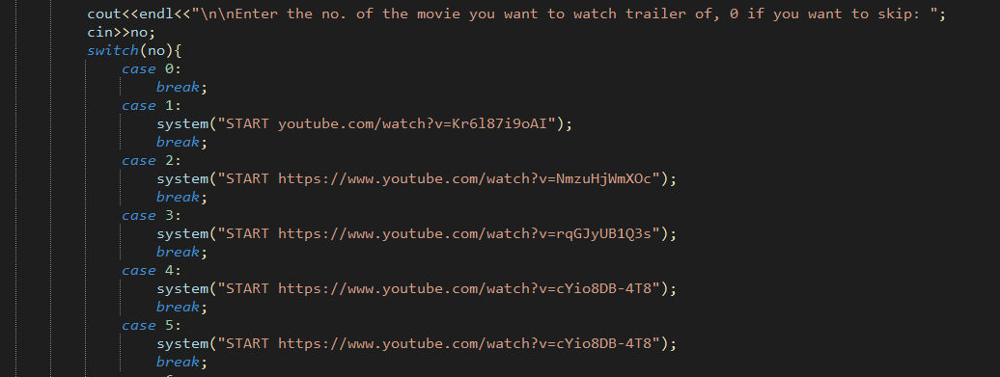 cout<<endl<<"\n\nEnter the no. of the movie you want to watch trailer of, 0 if you want to skip: ";
cin>>no;
switch(no){
case 0:
break;
case 1:
system("START youtube.com/watch?v=Kr6l87i9oAI");
break;
case 2:
system("START https://www.youtube.com/watch?v=NmzuHjWmXOc");
break;
case 3:
system("START https://www.youtube.com/watch?v=rqGJyUB1Q3s");
break;
case 4:
system("START https://www.youtube.com/watch?v=cYio8DB-4T8");
break;
case 5:
system("START https://www.youtube.com/watch?v=cYio8DB-4T8");
break;